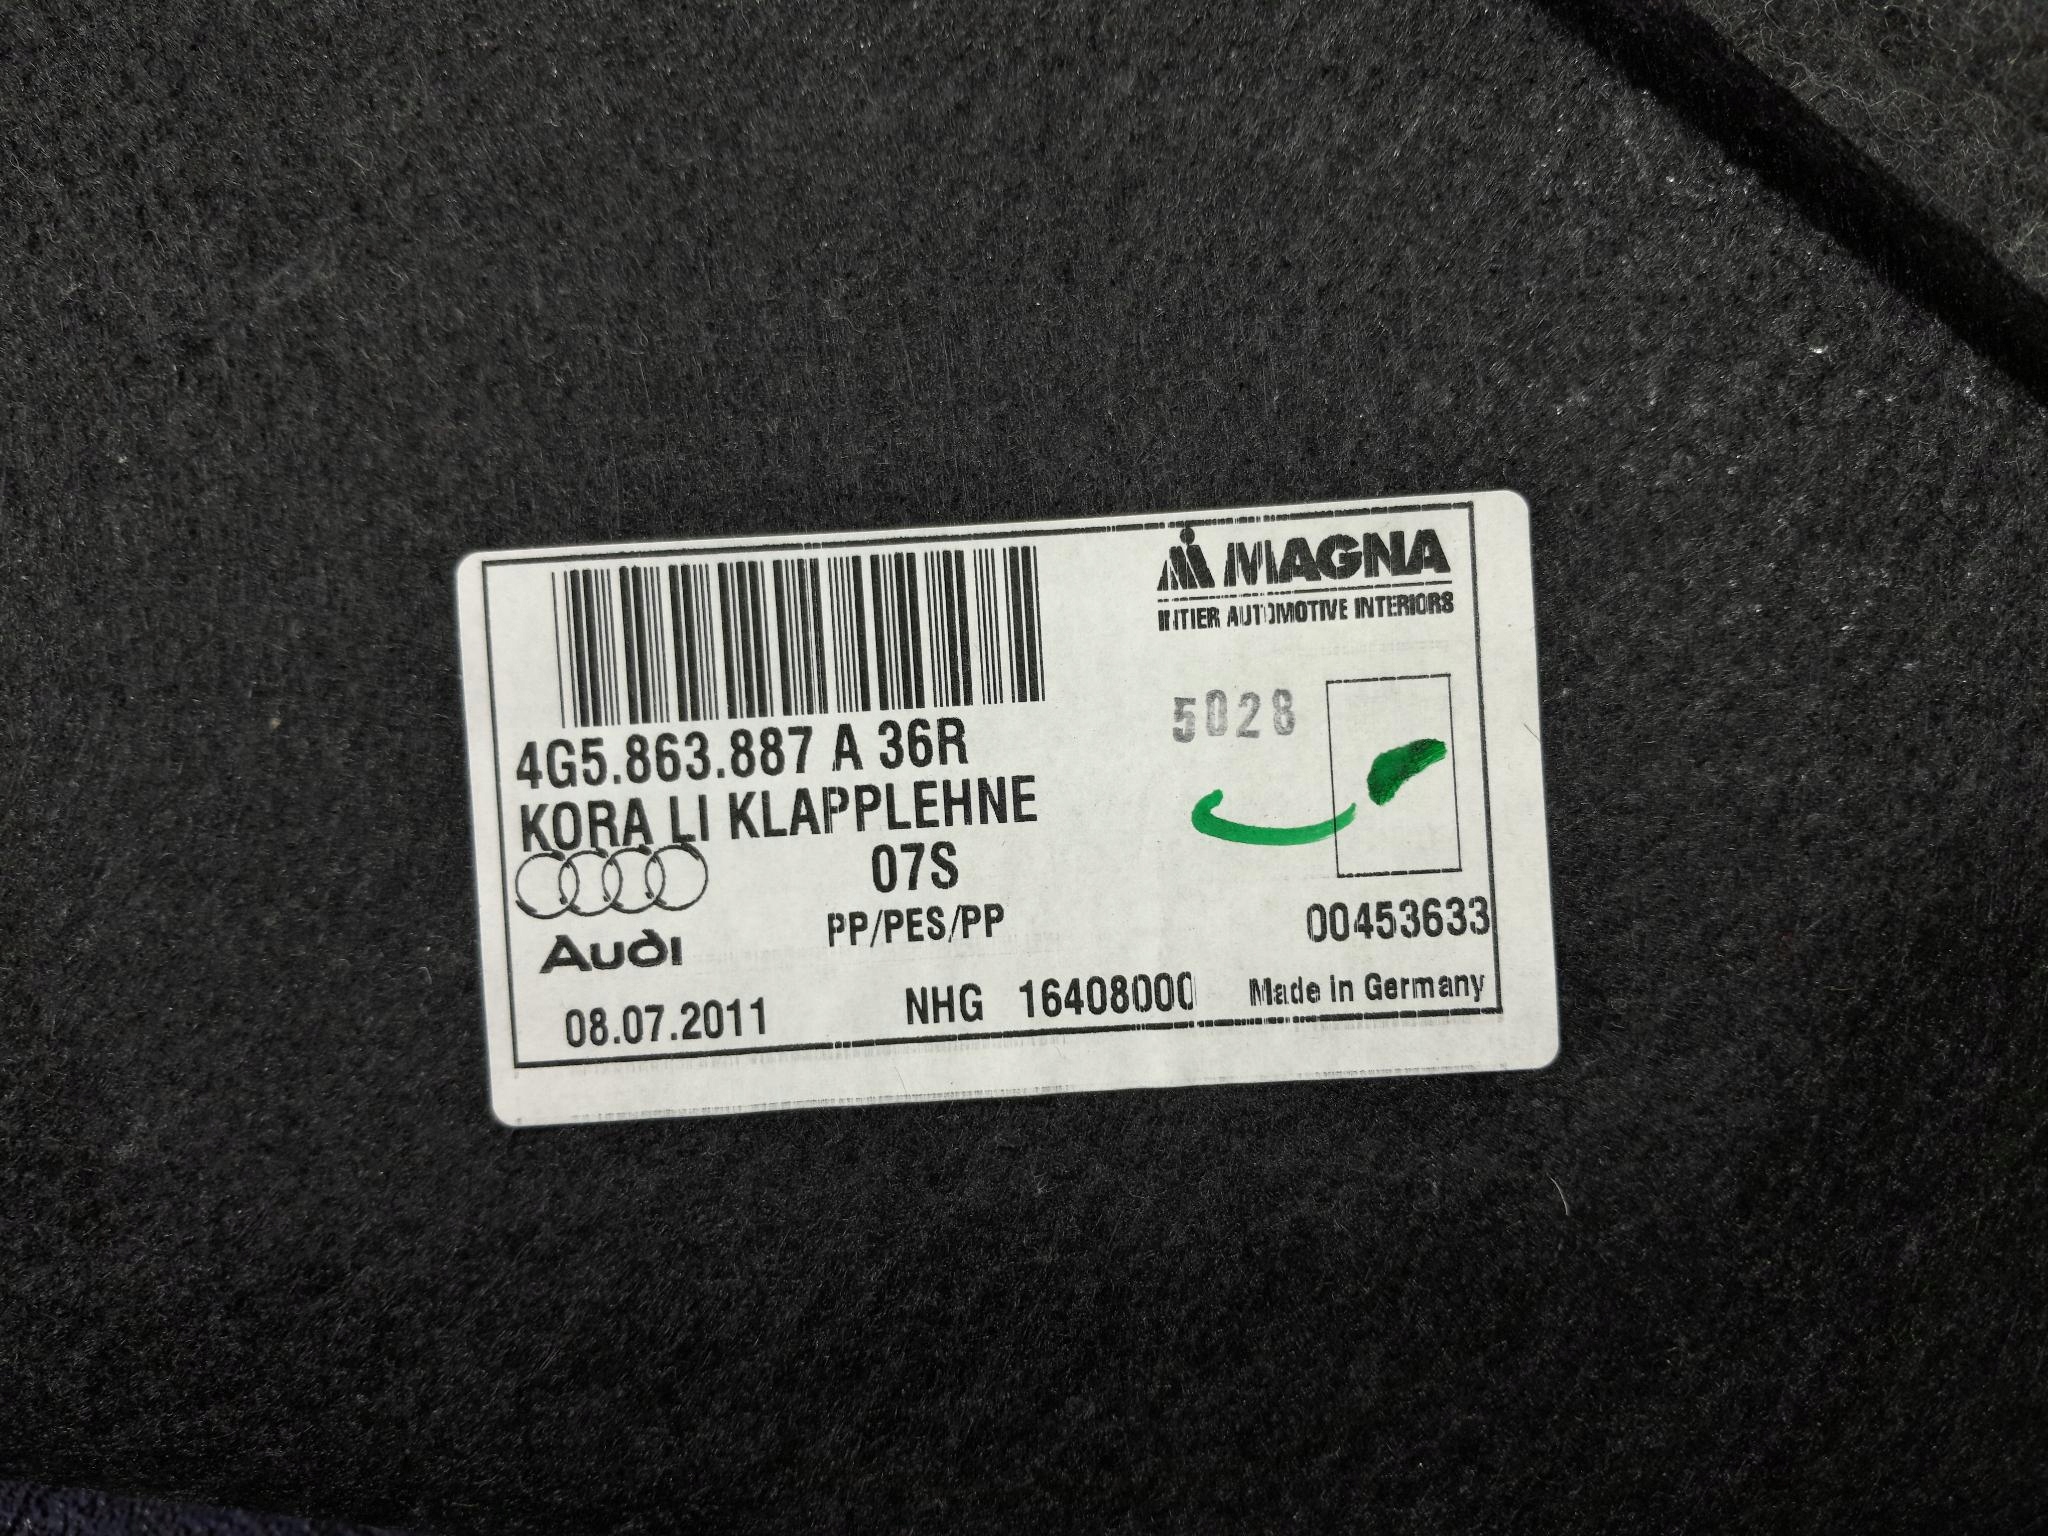 MAGNA
INTIER AUTOMOTIVE INTERIORS
4G5.863.887 A 36R
5028
KORA LI KLAPPLEHNE
07S
PP/PES/PP
00453633
Audi
08.07.2011
NHG 16408000
Made in Germany